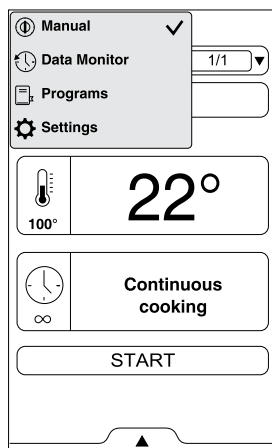 Manual
Data Monitor
1/1
Programs
Settings
22°
100°
Continuous
cooking
∞
START